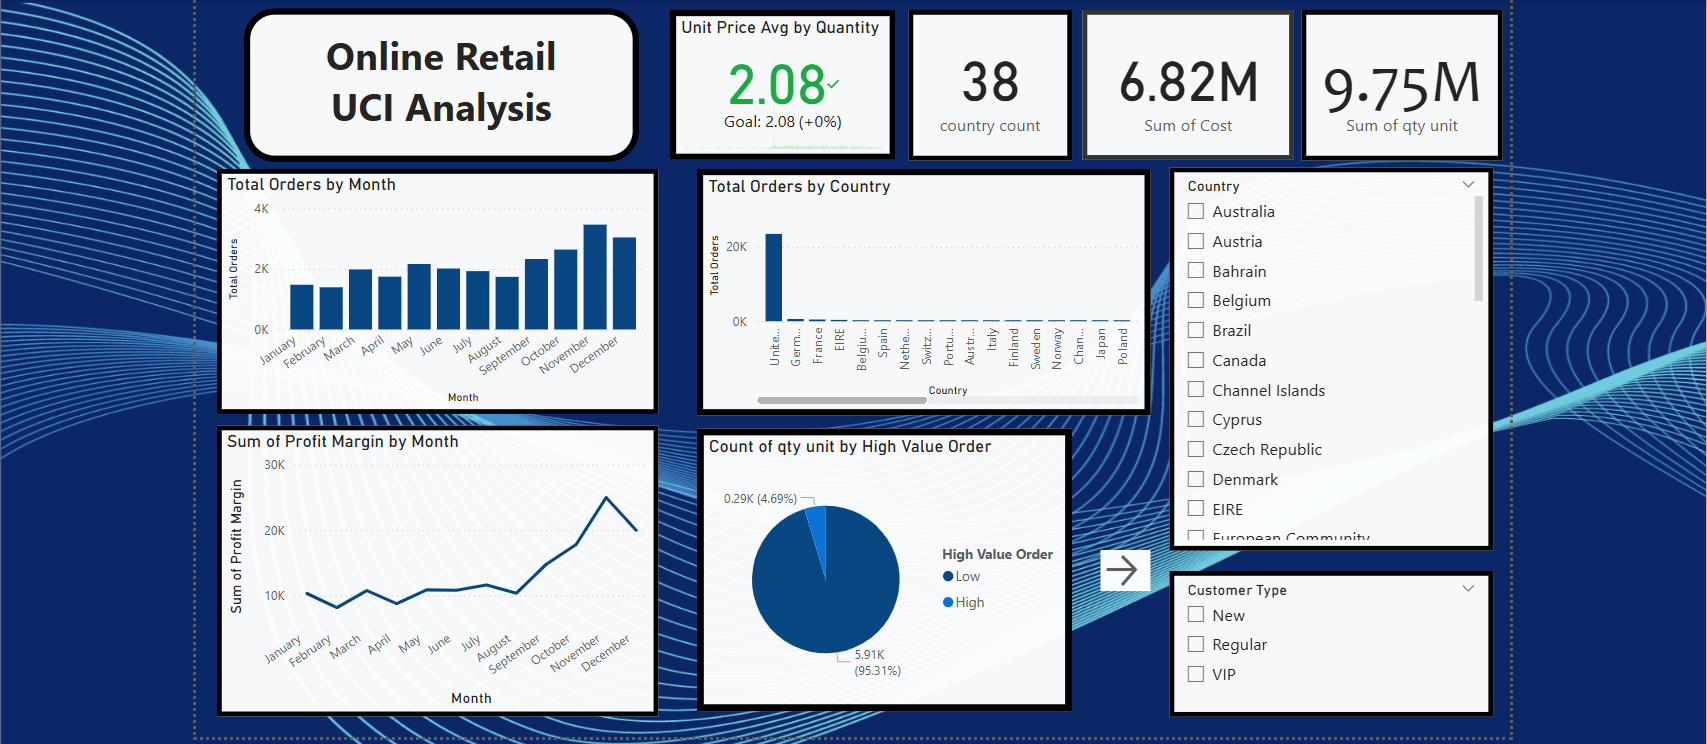 Online Retail
UCI Analysis
Unit Price Avg by Quantity
2.08
Goal: 2.08 (+0%)
38
country count
6.82M
Sum of Cost
9.75M
Sum of qty unit
Total Orders by Month
Total Orders
4K
2K
0K
January
February
March
April
May
June
July
August
September
October
November
December
Month
Total Orders by Country
Total Orders
20K
0K
Unite...
Germ...
France
EIRE
Belgiu...
Spain
Nethe...
Switz...
Portu...
Austr...
Italy
Finland
Sweden
Norway
Chan...
Japan
Poland
Country
Country
Australia
Austria
Bahrain
Belgium
Brazil
Canada
Channel Islands
Cyprus
Czech Republic
Denmark
EIRE
European Community
Sum of Profit Margin by Month
Sum of Profit Margin
30K
20K
10K
January
February
March
April
May
June
July
August
September
October
November
December
Month
Count of qty unit by High Value Order
0.29K (4.69%)
5.91K
(95.31%)
High Value Order
Low
High
Customer Type
New
Regular
VIP